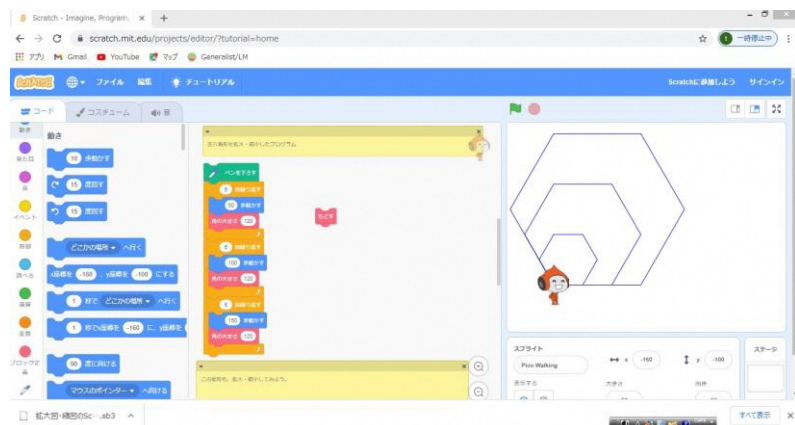 Scratch - Imagine, Program,
scratch.mit.edu/projects/editor/?tutorial=home
一時停止中
アプリ
Gmail
YouTube
マップ
Generalist/LM
SCRATCH
ファイル
編集
チュートリアル
Scratchに参加しよう
サインイン
コード
コスチューム
音
動き
見た目
音
イベント
制御
調べる
演算
変数
ブロック定義
動き
10 歩動かす
15 度回す
15 度回す
どこかの場所 へ行く
x座標を -160 、y座標を -100 にする
1 秒で どこかの場所 へ行く
1 秒でx座標を -160 に、y座標を
90 度に向ける
マウスのポインター へ向ける
正六角形を拡大・縮小したプログラム
ペンを下ろす
6 回繰り返す
50 歩動かす
角の大きさ 120
6 回繰り返す
100 歩動かす
角の大きさ 120
6 回繰り返す
150 歩動かす
角の大きさ 120
もどす
この図形を、拡大・縮小してみよう。
スプライト
Pico Walking
x -160
y -100
表示する
大きさ
向き
ステージ
拡大図・縮図のSc....sb3
すべて表示